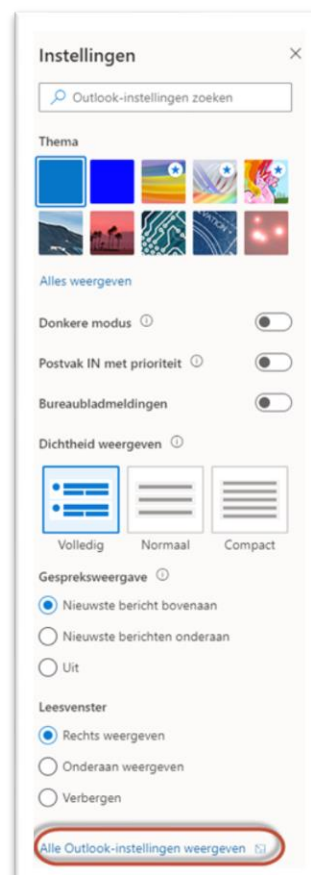 Instellingen
Outlook-instellingen zoeken
Thema
Alles weergeven
Donkere modus
Postvak IN met prioriteit
Bureaubladmeldingen
Dichtheid weergeven
Volledig Normaal Compact
Gespreksweergave
Nieuwste bericht bovenaan
Nieuwste berichten onderaan
Uit
Leesvenster
Rechts weergeven
Onderaan weergeven
Verbergen
Alle Outlook-instellingen weergeven